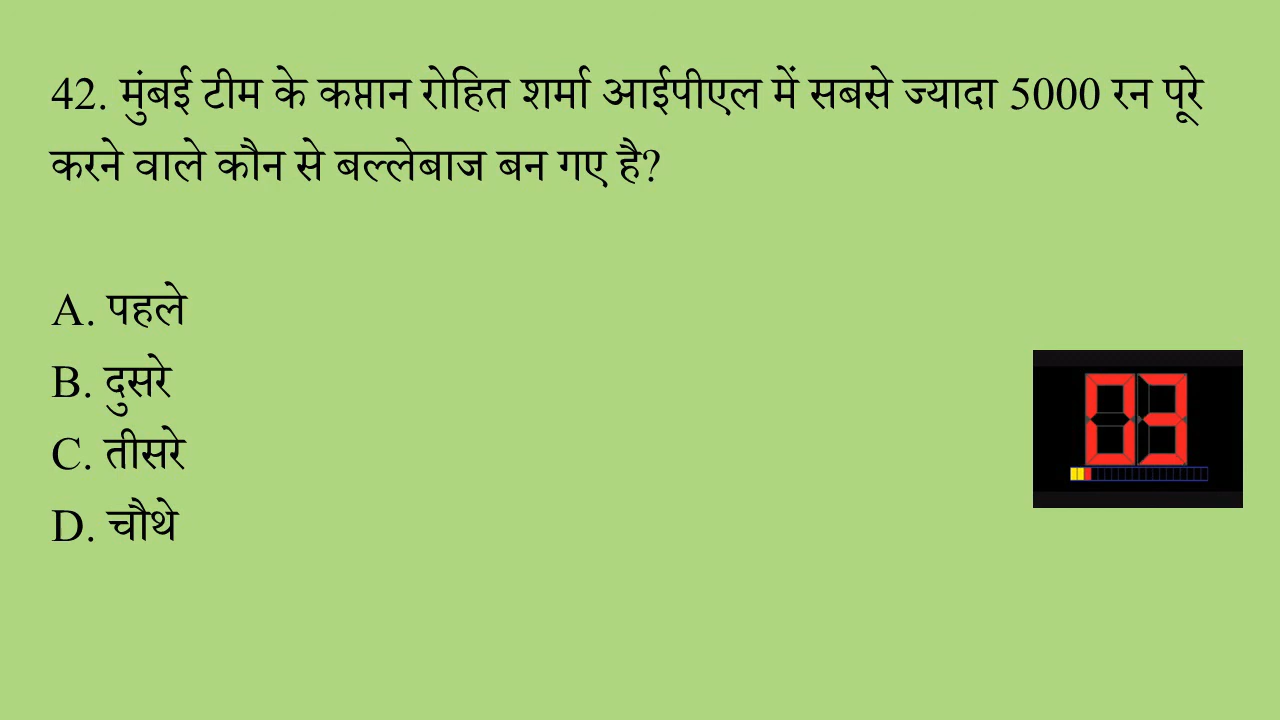 42. मुंबई टीम के कप्तान रोहित शर्मा आईपीएल में सबसे ज्यादा 5000 रन पूरे
करने वाले कौन से बल्लेबाज बन गए है?
A. पहले
B. दुसरे
C. तीसरे
D. चौथे
03